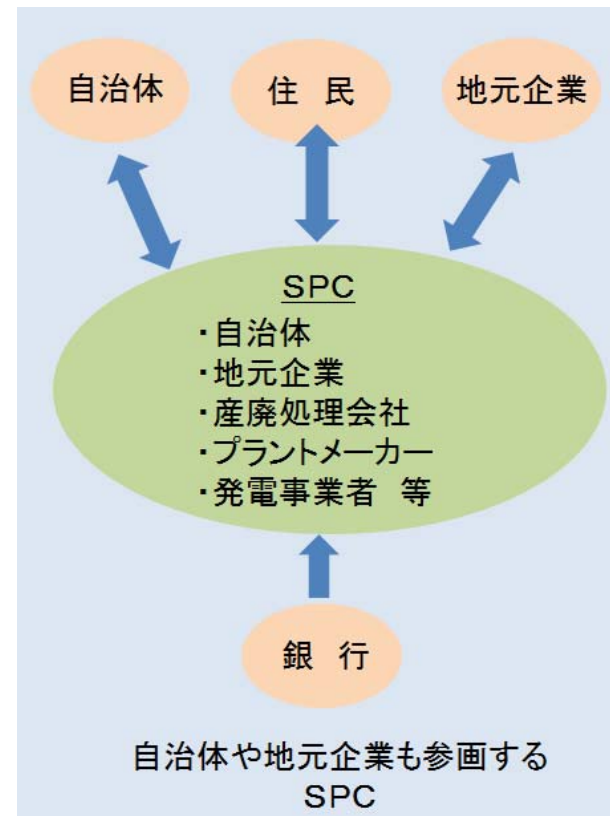 自治体 住 民 地元企業
SPC
・自治体
・地元企業
・産廃処理会社
・プラントメーカー
・発電事業者 等
銀 行
自治体や地元企業も参画する
SPC